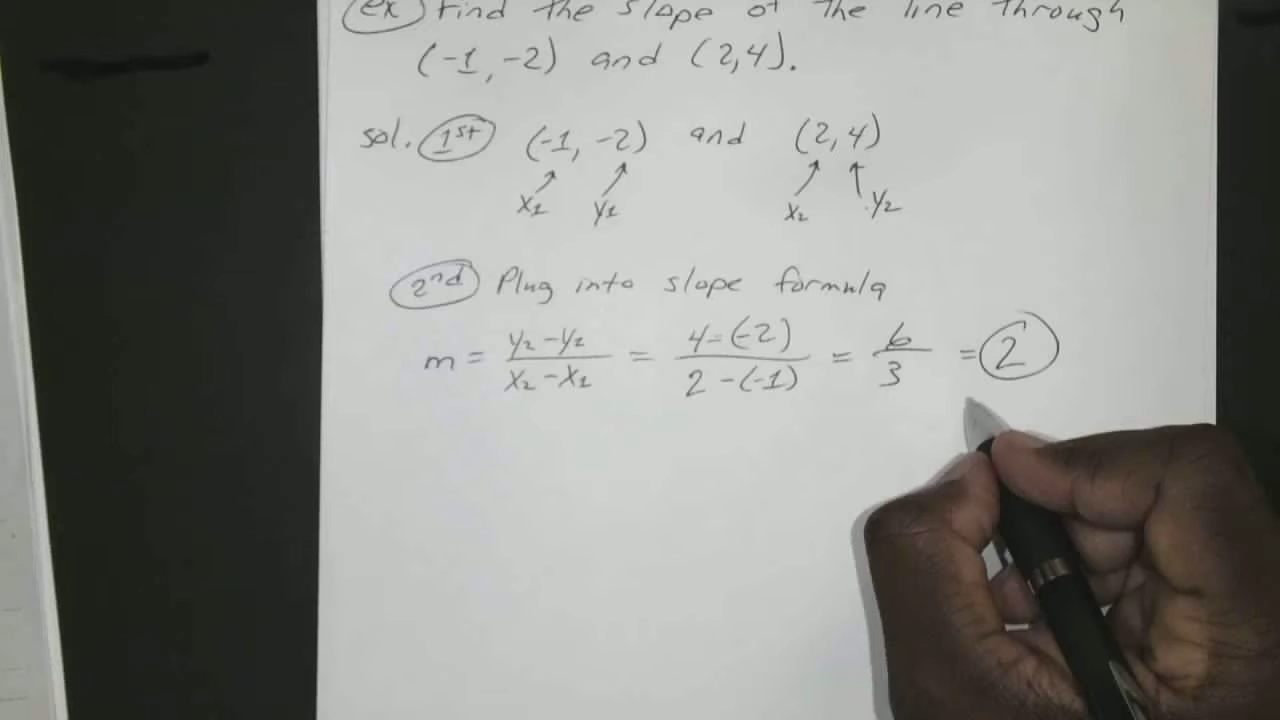 ex Find the slope of the line through
(-1, -2) and (2,4).
sol. 1st (-1, -2) and (2, 4)
x1 y1 x2 y2
2nd Plug into slope formula
m = y2 - y1 / x2 - x1 = 4 - (-2) / 2 - (-1) = 6 / 3 = 2